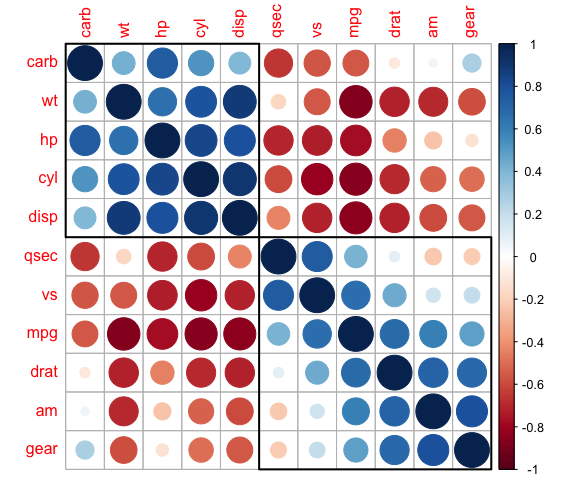 carb wt hp cyl disp qsec vs mpg drat am gear
carb
wt
hp
cyl
disp
qsec
vs
mpg
drat
am
gear
1
0.8
0.6
0.4
0.2
0
-0.2
-0.4
-0.6
-0.8
-1